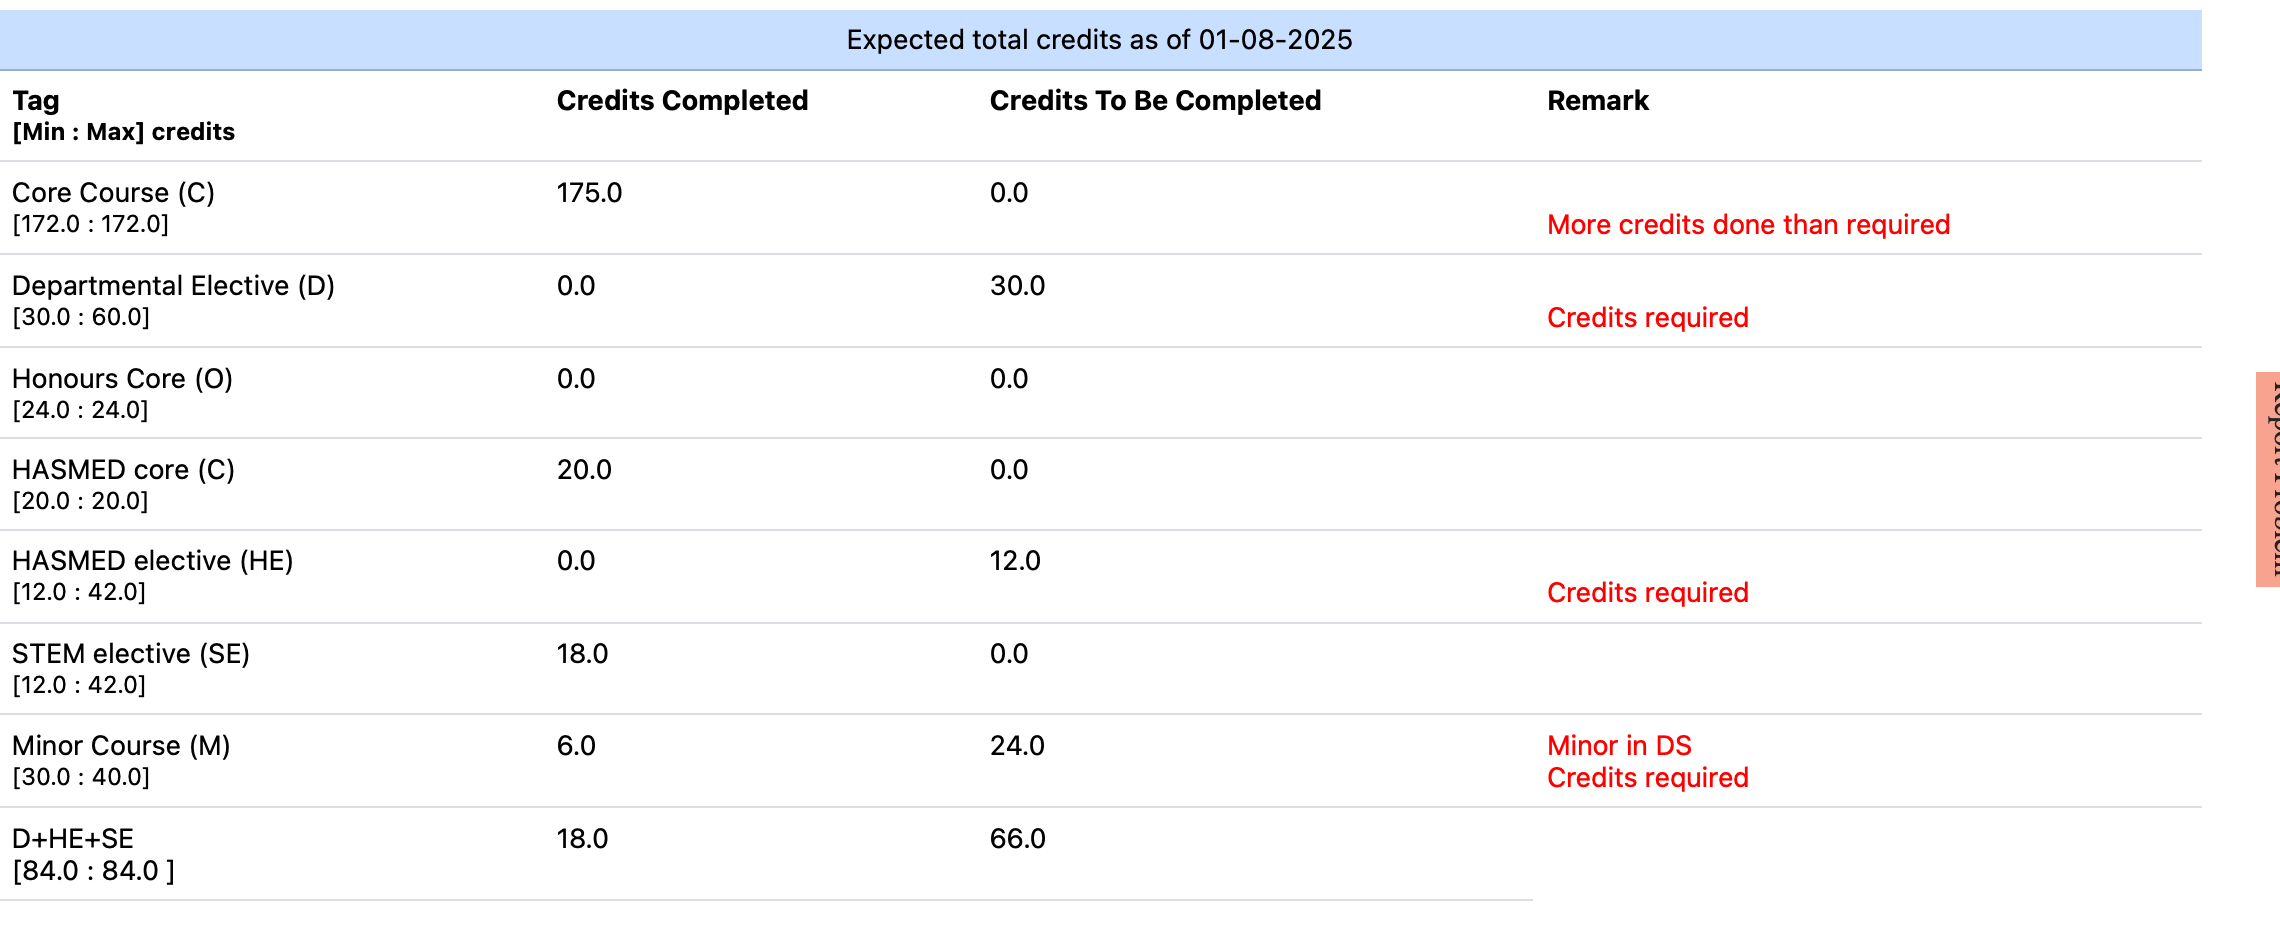 Expected total credits as of 01-08-2025
Tag Credits Completed Credits To Be Completed Remark
[Min : Max] credits
Core Course (C) 175.0 0.0
[172.0 : 172.0] More credits done than required
Departmental Elective (D) 0.0 30.0
[30.0 : 60.0] Credits required
Honours Core (O) 0.0 0.0
[24.0 : 24.0]
HASMED core (C) 20.0 0.0
[20.0 : 20.0]
HASMED elective (HE) 0.0 12.0
[12.0 : 42.0] Credits required
STEM elective (SE) 18.0 0.0
[12.0 : 42.0]
Minor Course (M) 6.0 24.0 Minor in DS
[30.0 : 40.0] Credits required
D+HE+SE 18.0 66.0
[84.0 : 84.0 ]
Report Problem